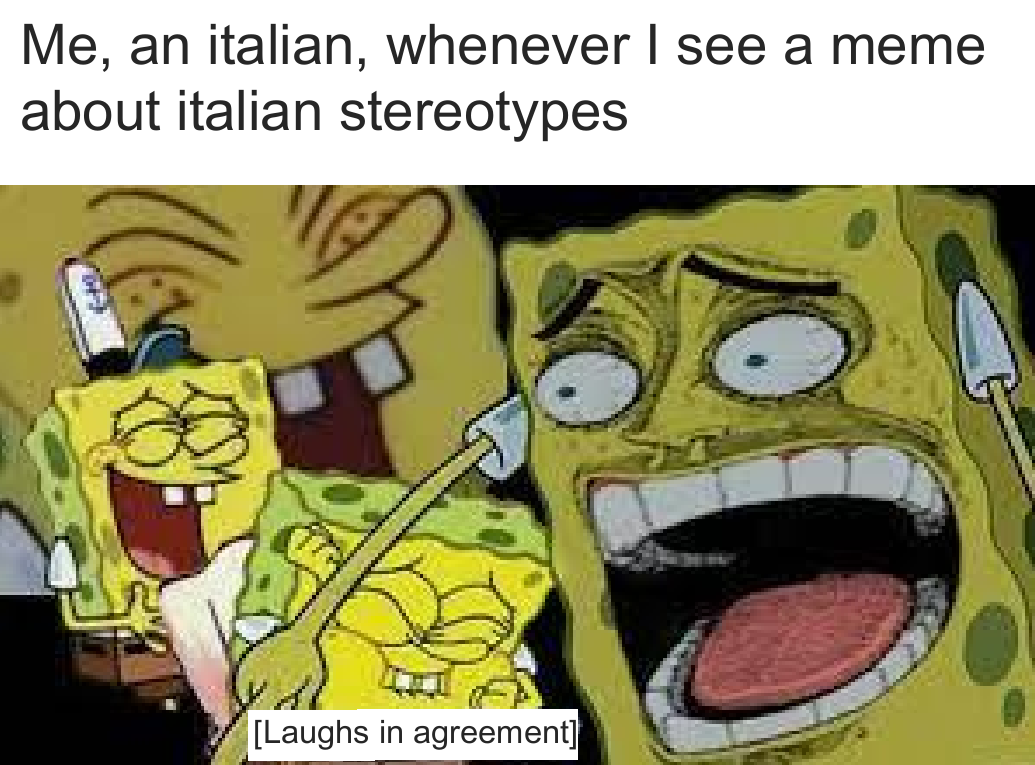 Me, an italian, whenever I see a meme
about italian stereotypes
[Laughs in agreement]